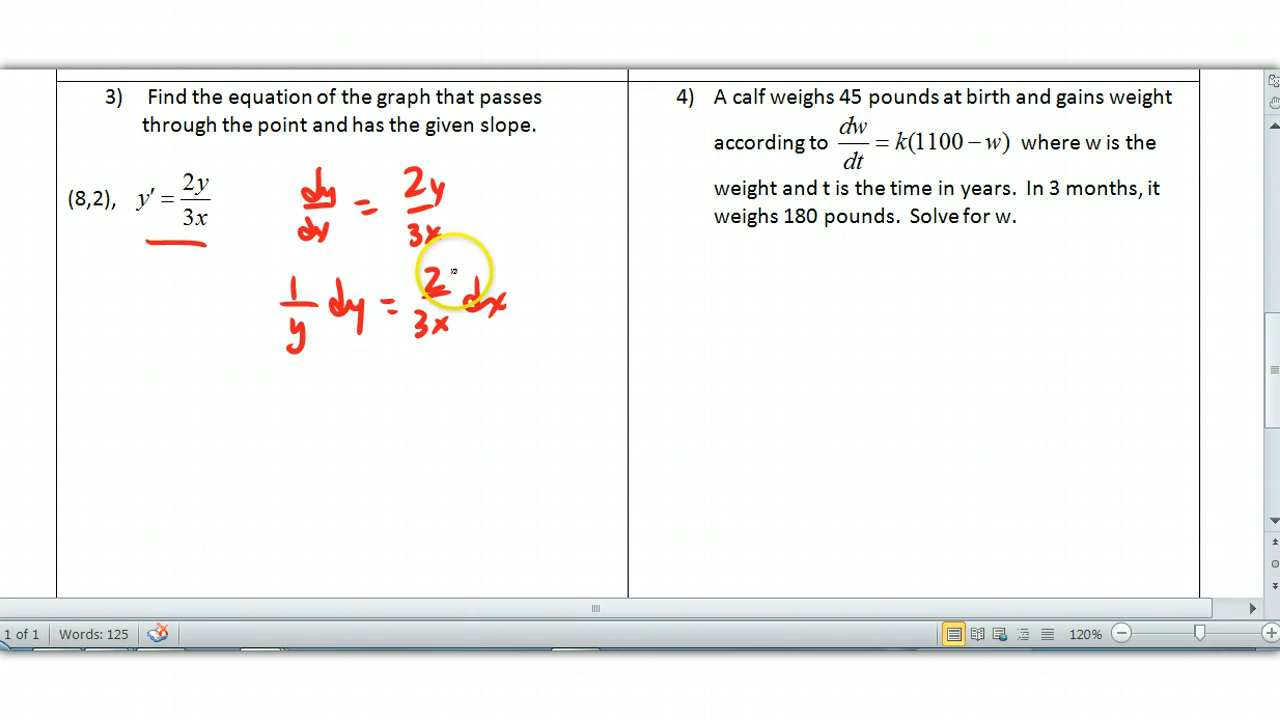 3) Find the equation of the graph that passes
through the point and has the given slope.
(8,2), y′ = 2y/3x
dy/dx = 2y/3x
1/y dy = 2/3x dx
4) A calf weighs 45 pounds at birth and gains weight
according to dw/dt = k(1100 − w) where w is the
weight and t is the time in years. In 3 months, it
weighs 180 pounds. Solve for w.
1 of 1 Words: 125 120%